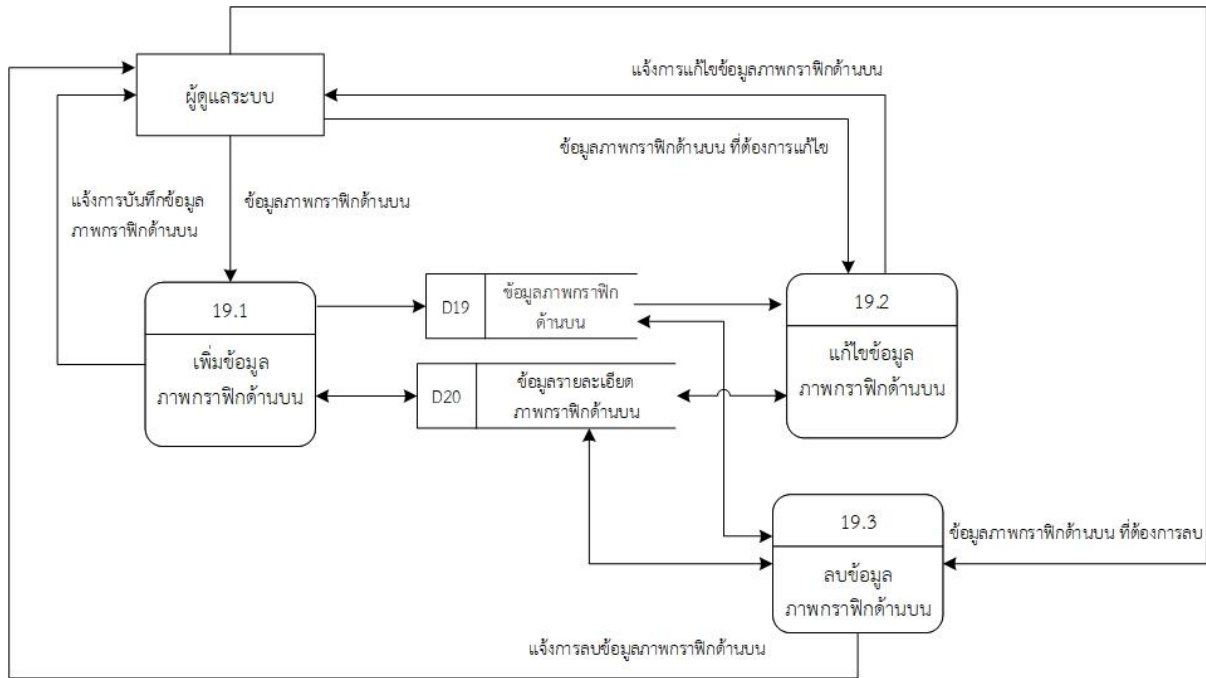 แจ้งการแก้ไขข้อมูลภาพกราฟิกด้านบน
ผู้ดูแลระบบ
ข้อมูลภาพกราฟิกด้านบน ที่ต้องการแก้ไข
แจ้งการบันทึกข้อมูล
ภาพกราฟิกด้านบน
ข้อมูลภาพกราฟิกด้านบน
19.1
เพิ่มข้อมูล
ภาพกราฟิกด้านบน
D19
ข้อมูลภาพกราฟิก
ด้านบน
19.2
แก้ไขข้อมูล
ภาพกราฟิกด้านบน
D20
ข้อมูลรายละเอียด
ภาพกราฟิกด้านบน
19.3
ลบข้อมูล
ภาพกราฟิกด้านบน
ข้อมูลภาพกราฟิกด้านบน ที่ต้องการลบ
แจ้งการลบข้อมูลภาพกราฟิกด้านบน